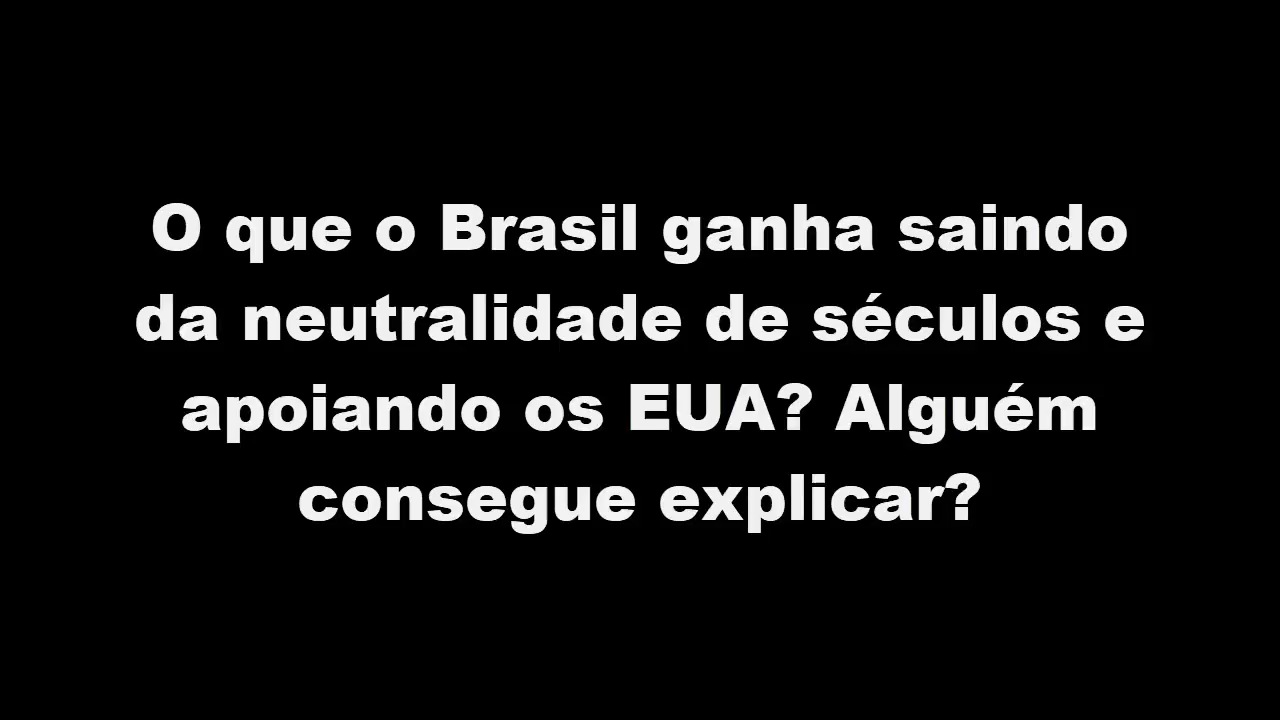 O que o Brasil ganha saindo
da neutralidade de séculos e
apoiando os EUA? Alguém
consegue explicar?